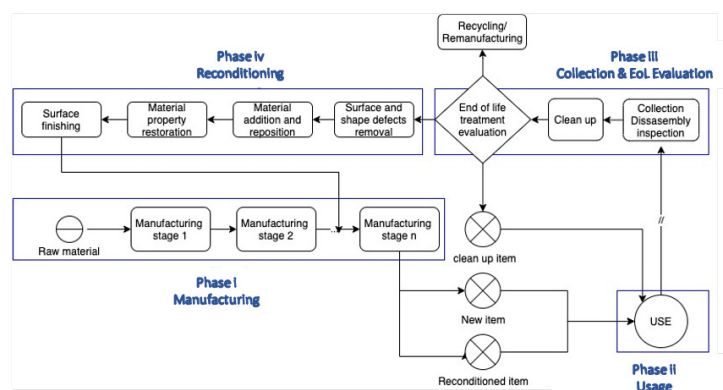 Recycling/
Remanufacturing
Phase iv
Reconditioning
Phase iii
Collection & EoL Evaluation
Surface
finishing
Material
property
restoration
Material
addition and
reposition
Surface and
shape defects
removal
End of life
treatment
evaluation
Clean up
Collection
Dissasembly
inspection
Raw material
Manufacturing
stage 1
Manufacturing
stage 2
...
Manufacturing
stage n
//
clean up item
Phase i
Manufacturing
New item
USE
Reconditioned item
Phase ii
Usage